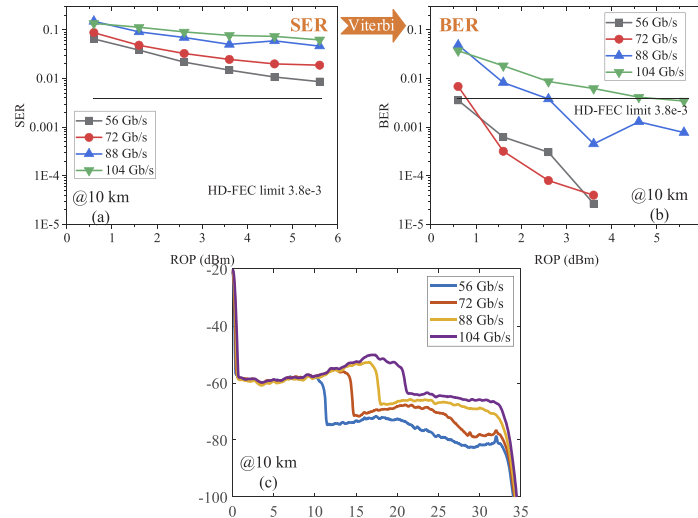 SER Viterbi BER
0.1
0.01
0.001
1E-4
1E-5
SER
56 Gb/s
72 Gb/s
88 Gb/s
104 Gb/s
HD-FEC limit 3.8e-3
@10 km
(a)
0 1 2 3 4 5 6
ROP (dBm)
0.1
0.01
0.001
1E-4
1E-5
BER
56 Gb/s
72 Gb/s
88 Gb/s
104 Gb/s
HD-FEC limit 3.8e-3
@10 km
(b)
0 1 2 3 4 5
ROP (dBm)
-20
-40
-60
-80
-100
56 Gb/s
72 Gb/s
88 Gb/s
104 Gb/s
@10 km
(c)
0 5 10 15 20 25 30 35